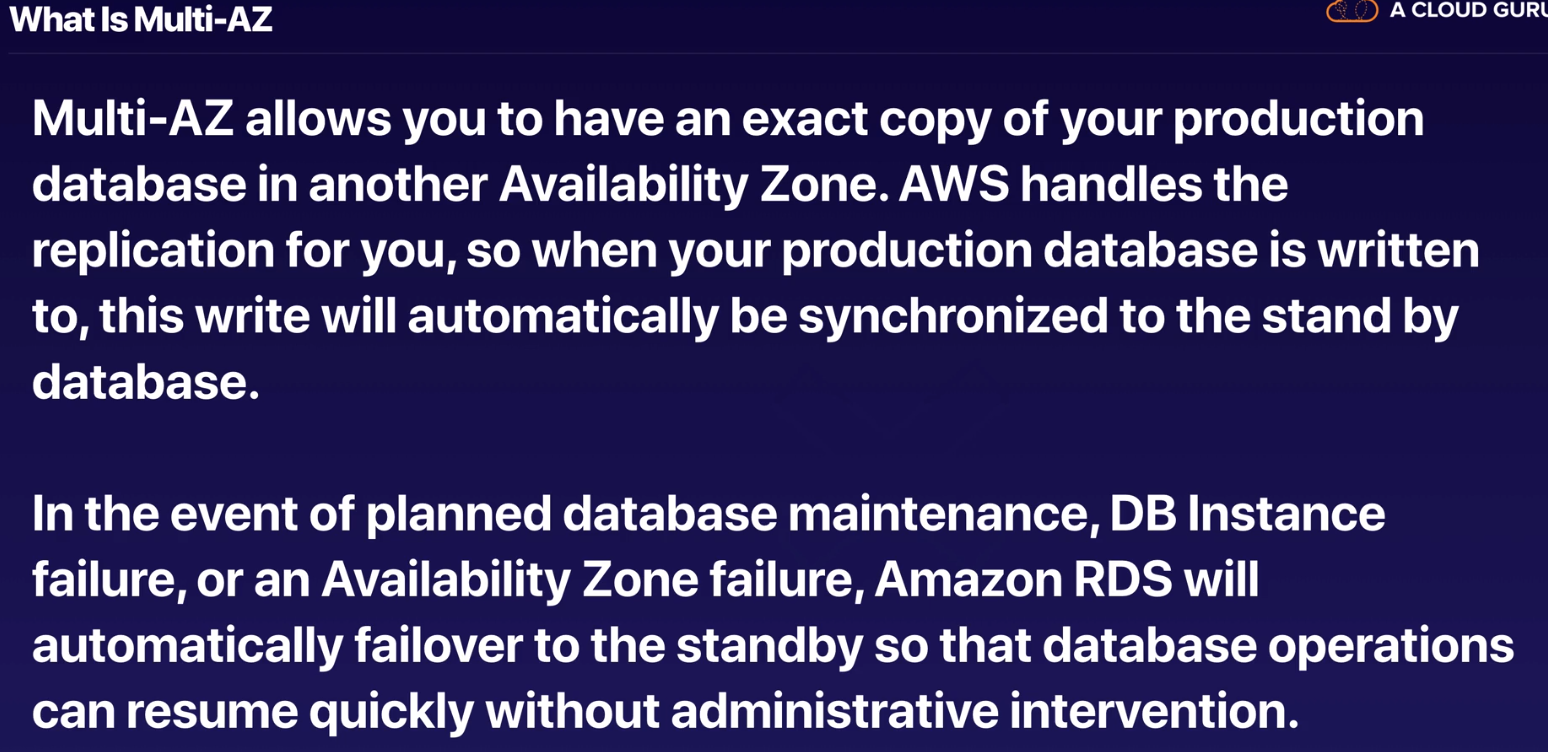 What Is Multi-AZ
A CLOUD GURU
Multi-AZ allows you to have an exact copy of your production
database in another Availability Zone. AWS handles the
replication for you, so when your production database is written
to, this write will automatically be synchronized to the stand by
database.
In the event of planned database maintenance, DB Instance
failure, or an Availability Zone failure, Amazon RDS will
automatically failover to the standby so that database operations
can resume quickly without administrative intervention.